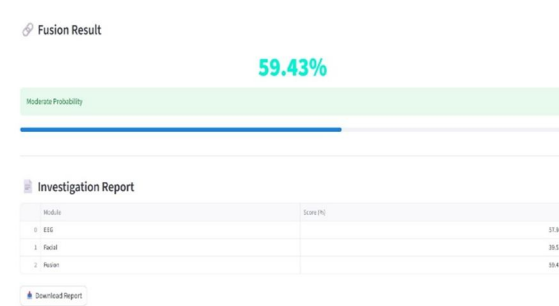 Fusion Result
59.43%
Moderate Probability
Investigation Report
Module Score (%)
0 EEG
1 Facial
2 Fusion
Download Report